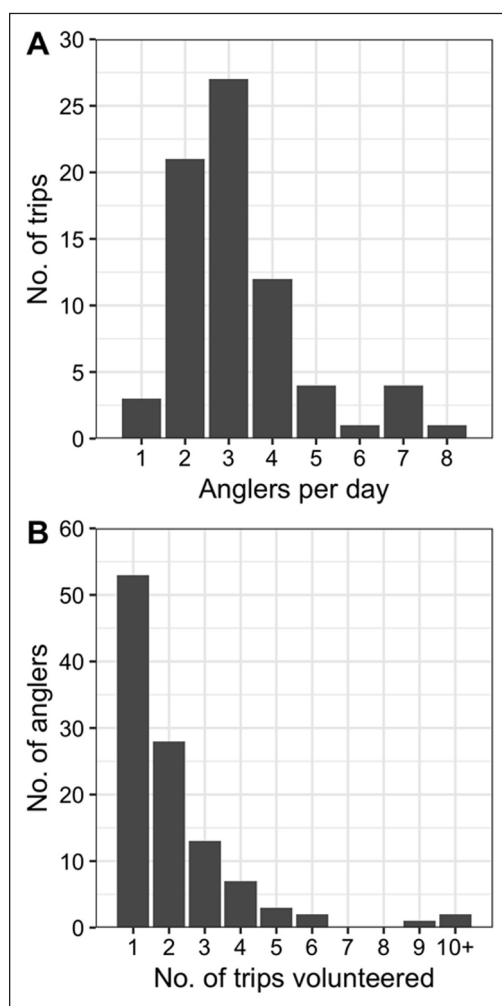 A
30
25
20
15
10
5
0
No. of trips
1 2 3 4 5 6 7 8
Anglers per day
B
60
50
40
30
20
10
0
No. of anglers
1 2 3 4 5 6 7 8 9 10+
No. of trips volunteered